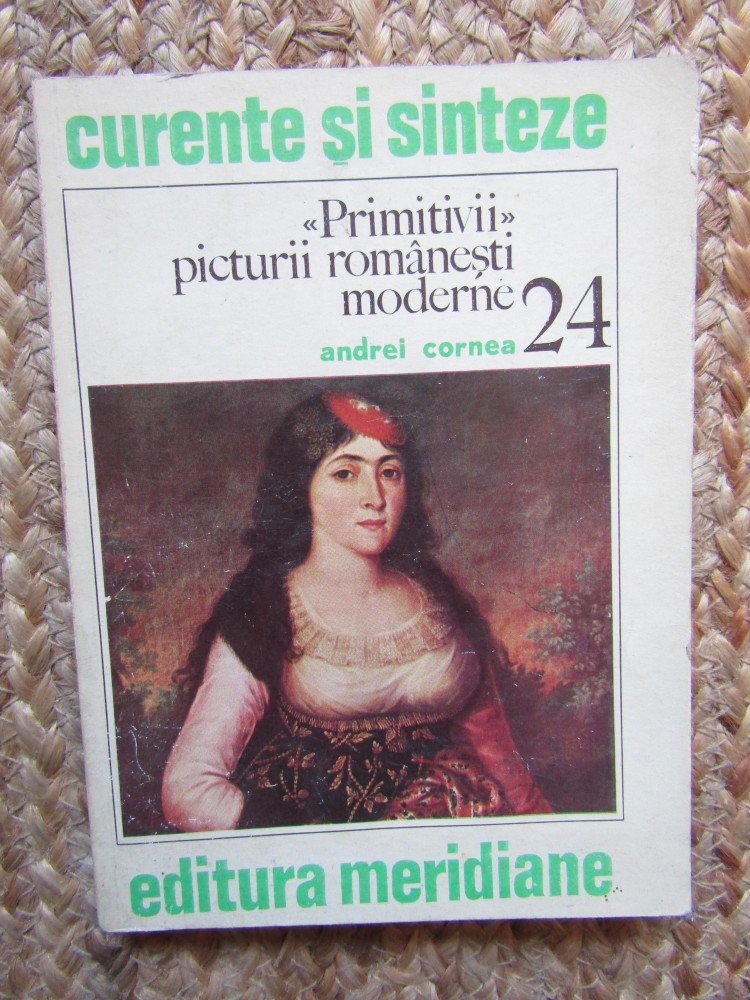 curente și sinteze
«Primitivii»
picturii românești
moderne
24
andrei cornea
editura meridiane